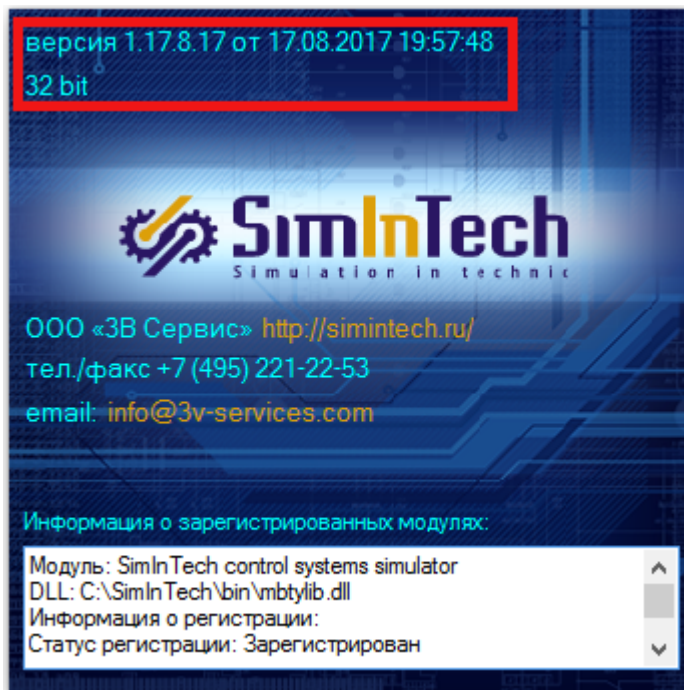 версия 1.17.8.17 от 17.08.2017 19:57:48
32 bit
SimInTech
Simulation in technic
ООО «3В Сервис» http://simintech.ru/
тел./факс +7 (495) 221-22-53
email: info@3v-services.com
Информация о зарегистрированных модулях:
Модуль: SimInTech control systems simulator
DLL: C:\SimInTech\bin\mbtylib.dll
Информация о регистрации:
Статус регистрации: Зарегистрирован